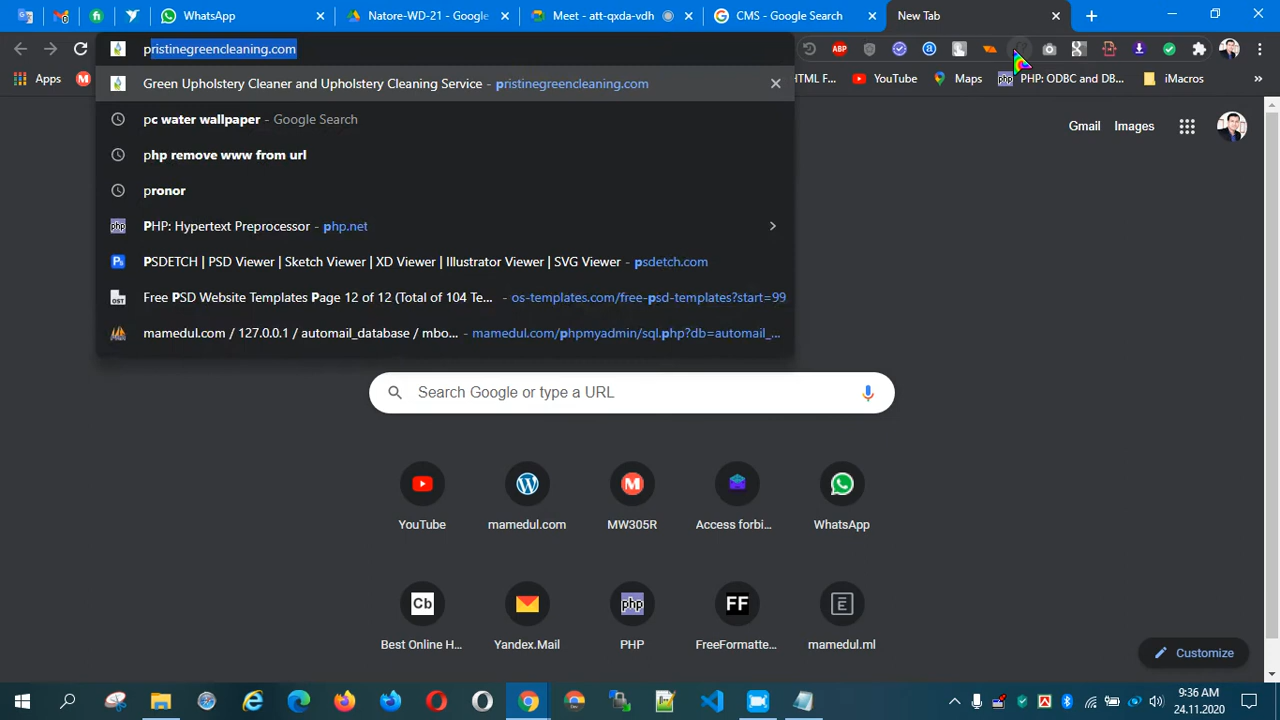 WhatsApp
Natore-WD-21 - Google
Meet - att-qxda-vdh
CMS - Google Search
New Tab
pristinegreencleaning.com
ABP
Apps
HTML F...
YouTube
Maps
PHP: ODBC and DB...
iMacros
Green Upholstery Cleaner and Upholstery Cleaning Service - pristinegreencleaning.com
pc water wallpaper - Google Search
php remove www from url
pronor
PHP: Hypertext Preprocessor - php.net
PSDETCH | PSD Viewer | Sketch Viewer | XD Viewer | Illustrator Viewer | SVG Viewer - psdetch.com
Free PSD Website Templates Page 12 of 12 (Total of 104 Te... - os-templates.com/free-psd-templates?start=99
mamedul.com / 127.0.0.1 / automail_database / mbo... - mamedul.com/phpmyadmin/sql.php?db=automail_...
Gmail
Images
Search Google or type a URL
YouTube
mamedul.com
MW305R
Access forbi...
WhatsApp
Cb
php
FF
Best Online H...
Yandex.Mail
PHP
FreeFormatte...
mamedul.ml
Customize
9:36 AM
24.11.2020